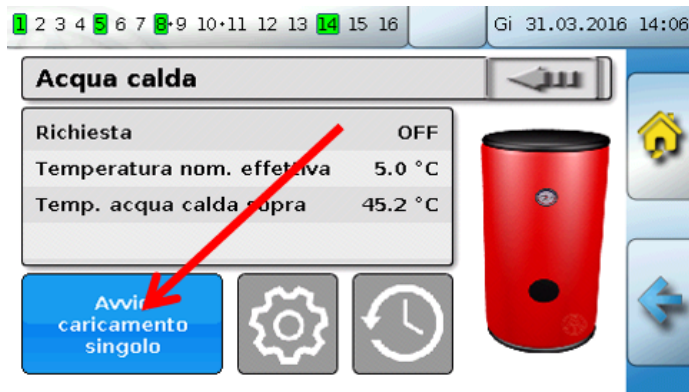 1 2 3 4 5 6 7 8·9 10·11 12 13 14 15 16 Gi 31.03.2016 14:06
Acqua calda
Richiesta OFF
Temperatura nom. effettiva 5.0 °C
Temp. acqua calda sopra 45.2 °C
Avvio
caricamento
singolo